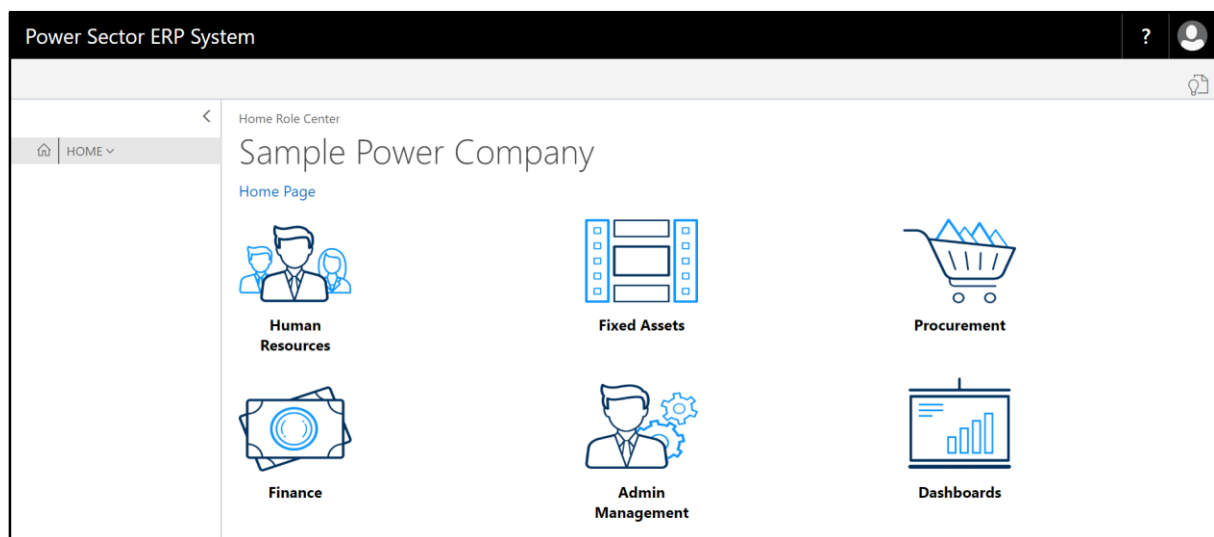 Power Sector ERP System
?
Home Role Center
HOME
Sample Power Company
Home Page
Human
Resources
Fixed Assets
Procurement
Finance
Admin
Management
Dashboards